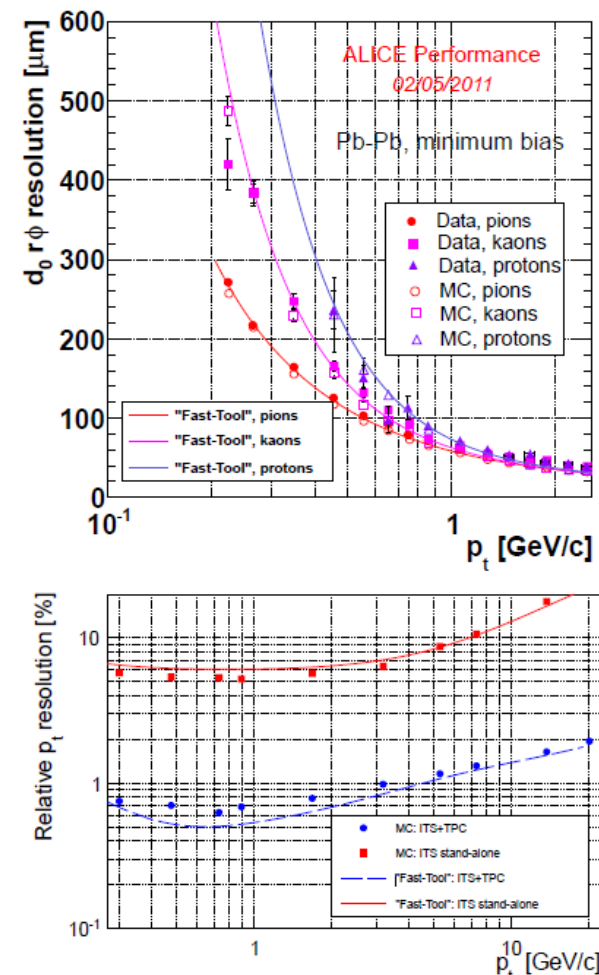 600
500
400
300
200
100
0
d₀ rϕ resolution [μm]
ALICE Performance
02/05/2011
Pb-Pb, minimum bias
Data, pions
Data, kaons
Data, protons
MC, pions
MC, kaons
MC, protons
"Fast-Tool", pions
"Fast-Tool", kaons
"Fast-Tool", protons
10⁻¹
1
pₜ [GeV/c]
Relative pₜ resolution [%]
10
1
10⁻¹
MC: ITS+TPC
MC: ITS stand-alone
"Fast-Tool": ITS+TPC
"Fast-Tool": ITS stand-alone
1
10
pₜ [GeV/c]